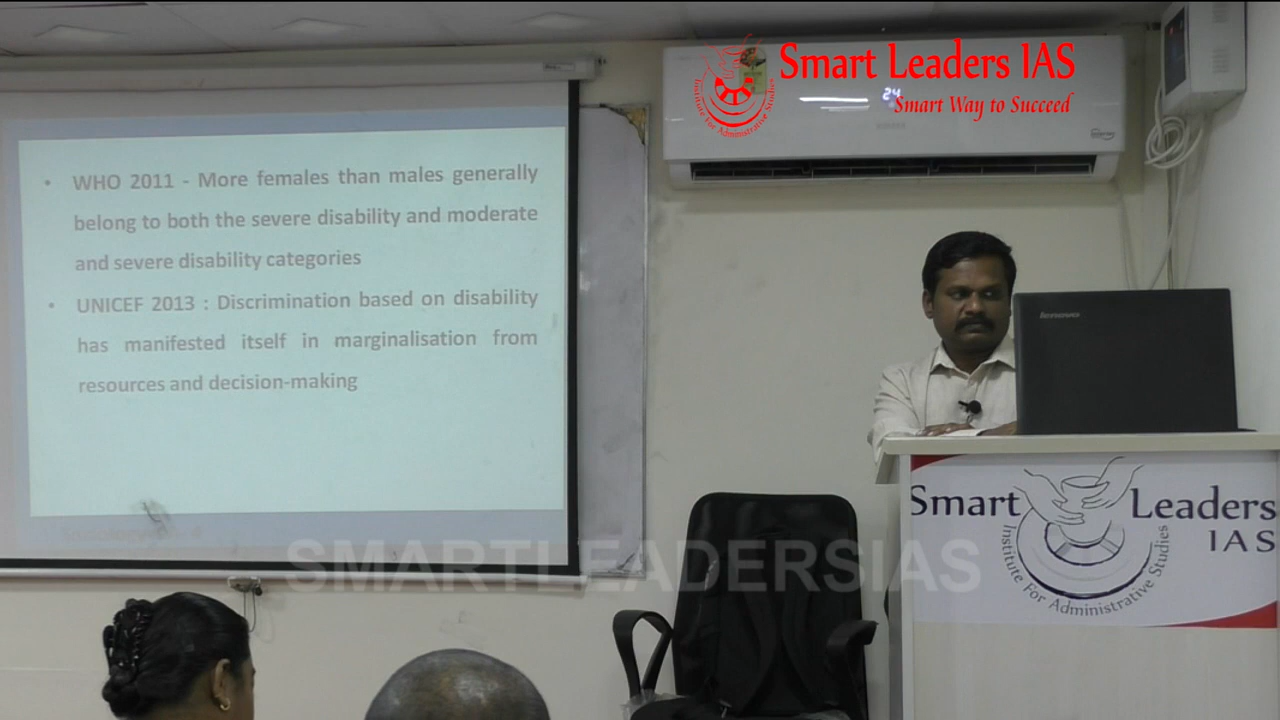 • WHO 2011 - More females than males generally
belong to both the severe disability and moderate
and severe disability categories
• UNICEF 2013 : Discrimination based on disability
has manifested itself in marginalisation from
resources and decision-making
Smart Leaders IAS
Smart Way to Succeed
Institute For Administrative Studies
24
lenovo
Smart Leaders
IAS
Institute For Administrative Studies
SMARTLEADERSIAS